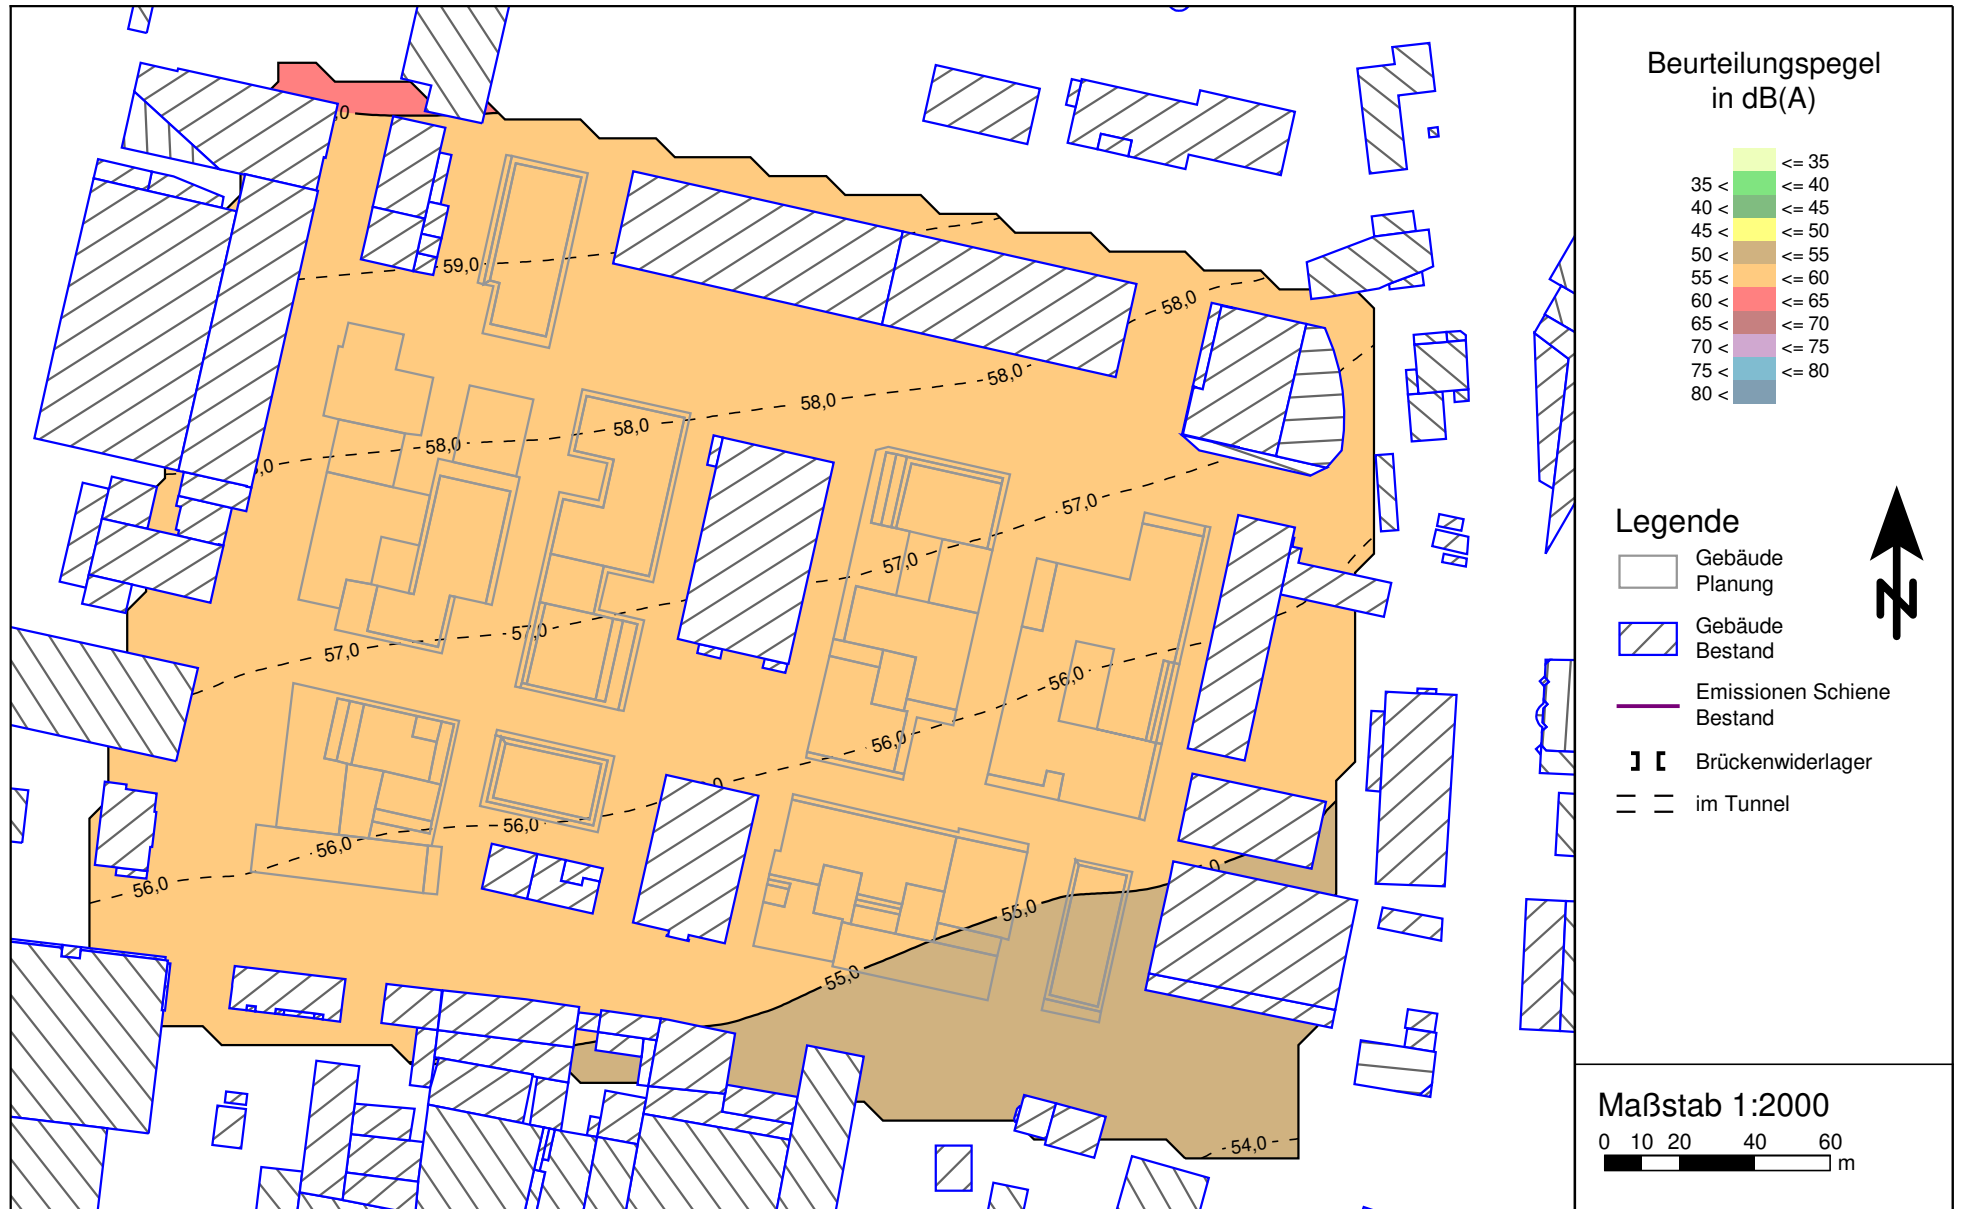 59,0
58,0
58,0
58,0
58,0
58,0
57,0
57,0
57,0
57,0
56,0
56,0
56,0
56,0
56,0
55,0
55,0
54,0
Beurteilungspegel
in dB(A)
<= 35
35 < <= 40
40 < <= 45
45 < <= 50
50 < <= 55
55 < <= 60
60 < <= 65
65 < <= 70
70 < <= 75
75 < <= 80
80 <
Legende
Gebäude
Planung
Gebäude
Bestand
Emissionen Schiene
Bestand
Brückenwiderlager
im Tunnel
N
Maßstab 1:2000
0 10 20 40 60
m